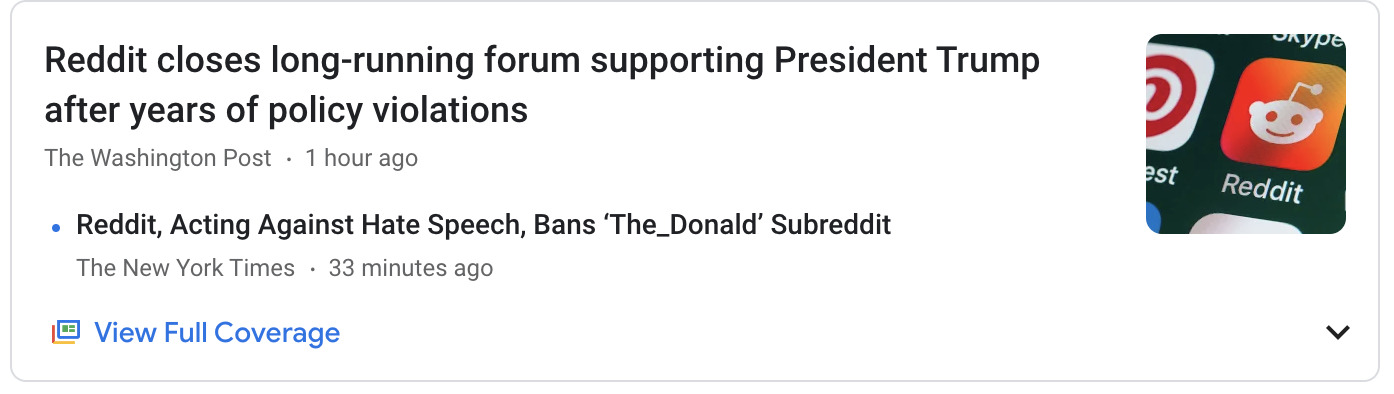 Reddit closes long-running forum supporting President Trump
after years of policy violations
The Washington Post · 1 hour ago
Reddit, Acting Against Hate Speech, Bans ‘The_Donald’ Subreddit
The New York Times · 33 minutes ago
View Full Coverage
Skype
est
Reddit